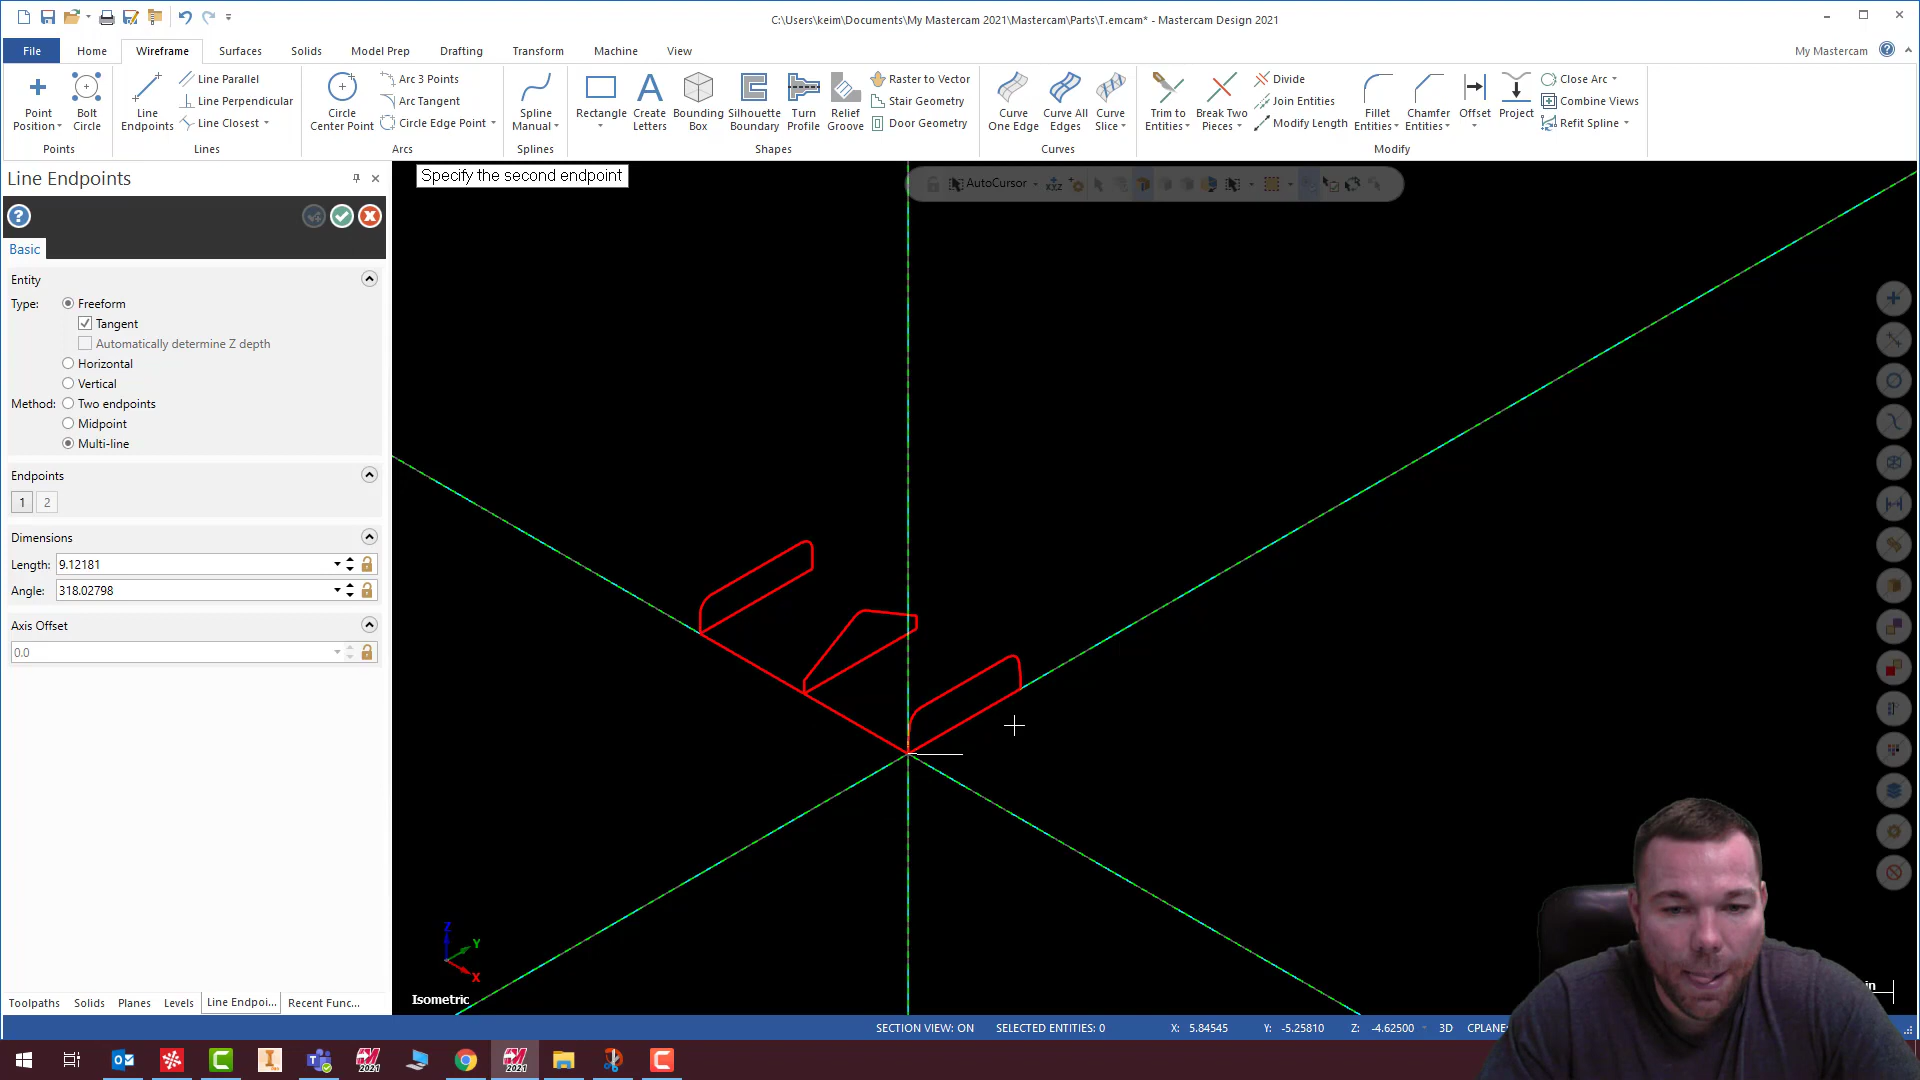 C:\Users\keim\Documents\My Mastercam 2021\Mastercam\Parts\T.emcam* - Mastercam Design 2021
File Home Wireframe Surfaces Solids Model Prep Drafting Transform Machine View My Mastercam
Point Position
Bolt Circle
Points
Line Endpoints
Line Parallel
Line Perpendicular
Line Closest
Lines
Circle Center Point
Arc 3 Points
Arc Tangent
Circle Edge Point
Arcs
Spline Manual
Splines
Rectangle
Create Letters
Bounding Box
Silhouette Boundary
Turn Profile
Relief Groove
Raster to Vector
Stair Geometry
Door Geometry
Shapes
Curve One Edge
Curve All Edges
Curve Slice
Curves
Trim to Entities
Break Two Pieces
Divide
Join Entities
Modify Length
Fillet Entities
Chamfer Entities
Offset
Project
Close Arc
Combine Views
Refit Spline
Modify
Line Endpoints
Basic
Entity
Type: Freeform
Tangent
Automatically determine Z depth
Horizontal
Vertical
Method: Two endpoints
Midpoint
Multi-line
Endpoints
1 2
Dimensions
Length: 9.12181
Angle: 318.02798
Axis Offset
0.0
Specify the second endpoint
AutoCursor
Z
Y
X
Isometric
in
Toolpaths Solids Planes Levels Line Endpoi... Recent Func...
SECTION VIEW: ON SELECTED ENTITIES: 0 X: 5.84545 Y: -5.25810 Z: -4.62500 3D CPLANE:
2021
2021